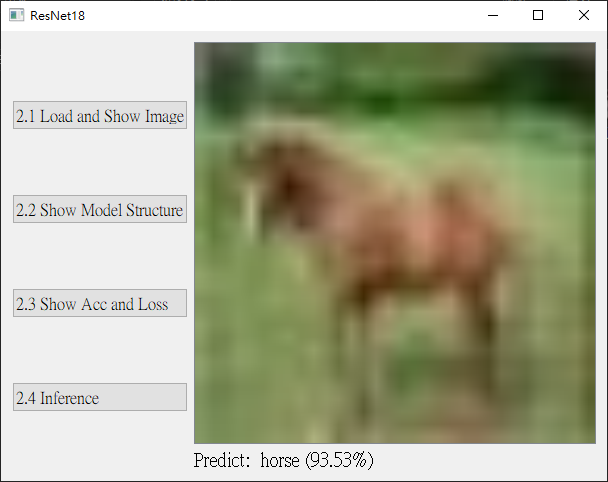 ResNet18
2.1 Load and Show Image
2.2 Show Model Structure
2.3 Show Acc and Loss
2.4 Inference
Predict: horse (93.53%)